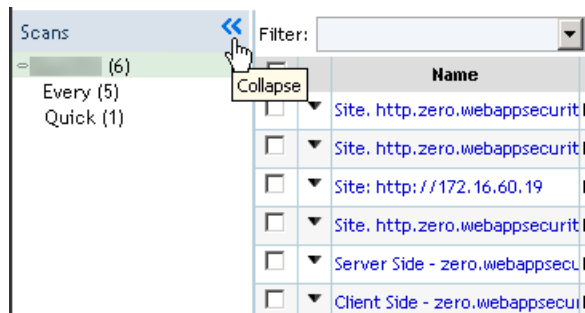 Scans
Filter:
(6)
Collapse
Name
Every (5)
Quick (1)
Site. http.zero.webappsecurit
Site. http.zero.webappsecurit
Site: http://172.16.60.19
Site. http.zero.webappsecurit
Server Side - zero.webappsecu
Client Side - zero.webappsecui